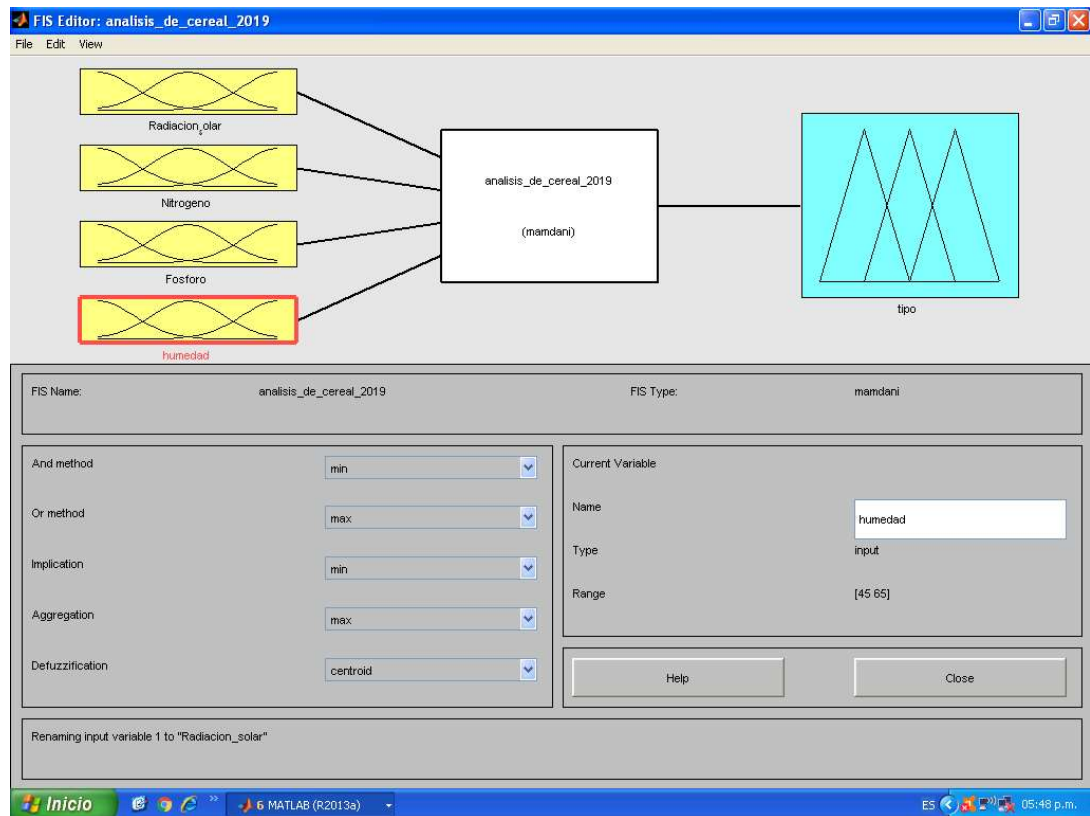 FIS Editor: analisis_de_cereal_2019
File Edit View
Radiacion_solar
Nitrogeno
Fosforo
humedad
analisis_de_cereal_2019
(mamdani)
tipo
FIS Name: analisis_de_cereal_2019 FIS Type: mamdani
And method min
Or method max
Implication min
Aggregation max
Defuzzification centroid
Current Variable
Name humedad
Type input
Range [45 65]
Help Close
Renaming input variable 1 to "Radiacion_solar"
Inicio » 6 MATLAB (R2013a) ES 05:48 p.m.